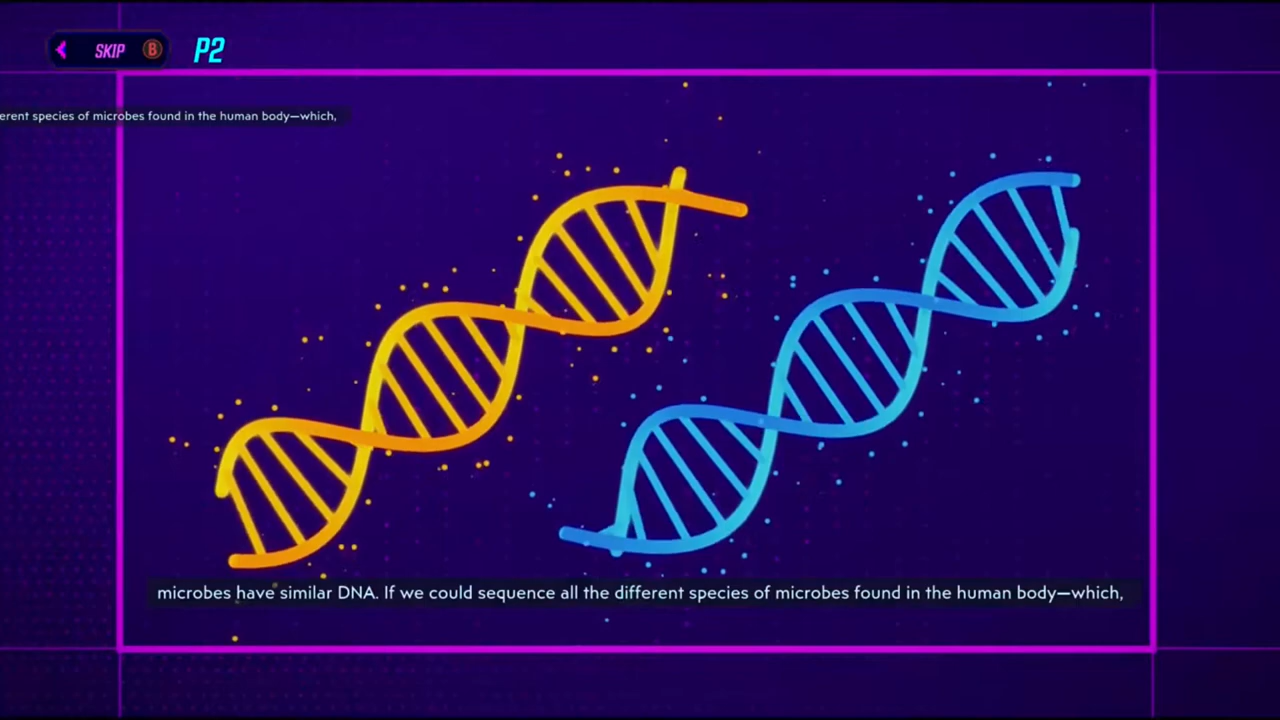 SKIP B P2
erent species of microbes found in the human body—which,
microbes have similar DNA. If we could sequence all the different species of microbes found in the human body—which,